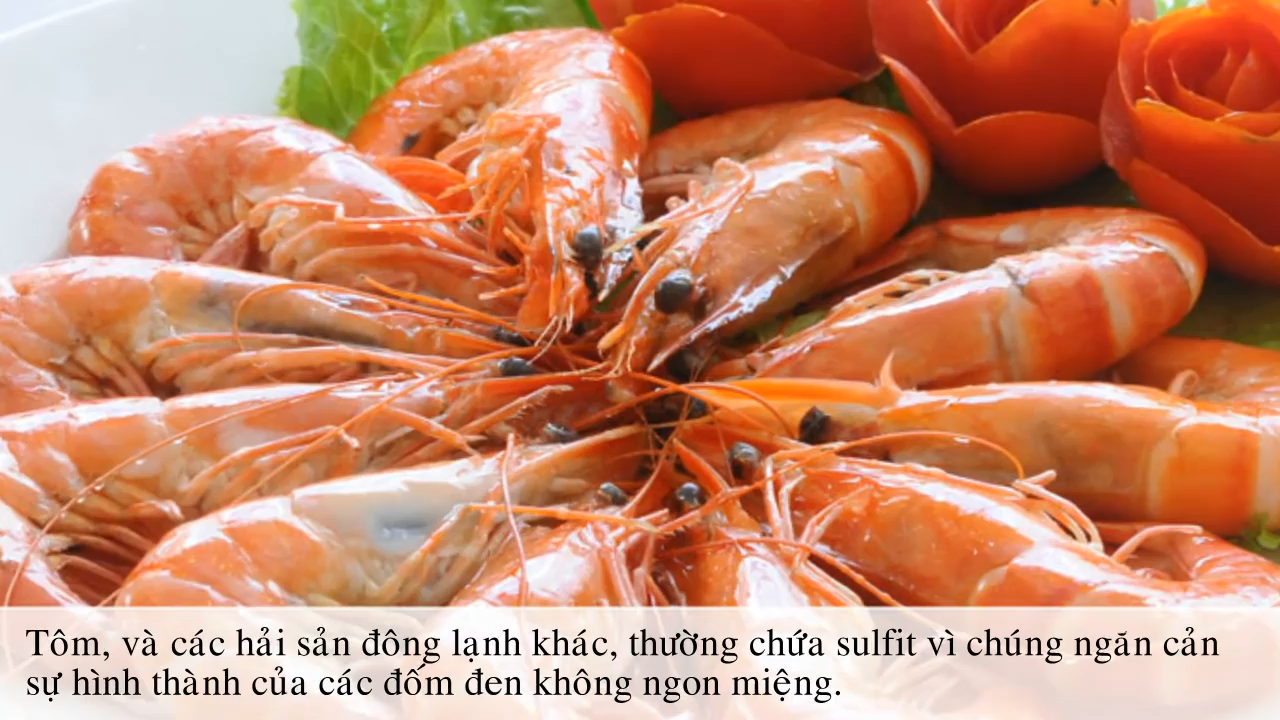 Tôm, và các hải sản đông lạnh khác, thường chứa sulfit vì chúng ngăn cản
sự hình thành của các đốm đen không ngon miệng.